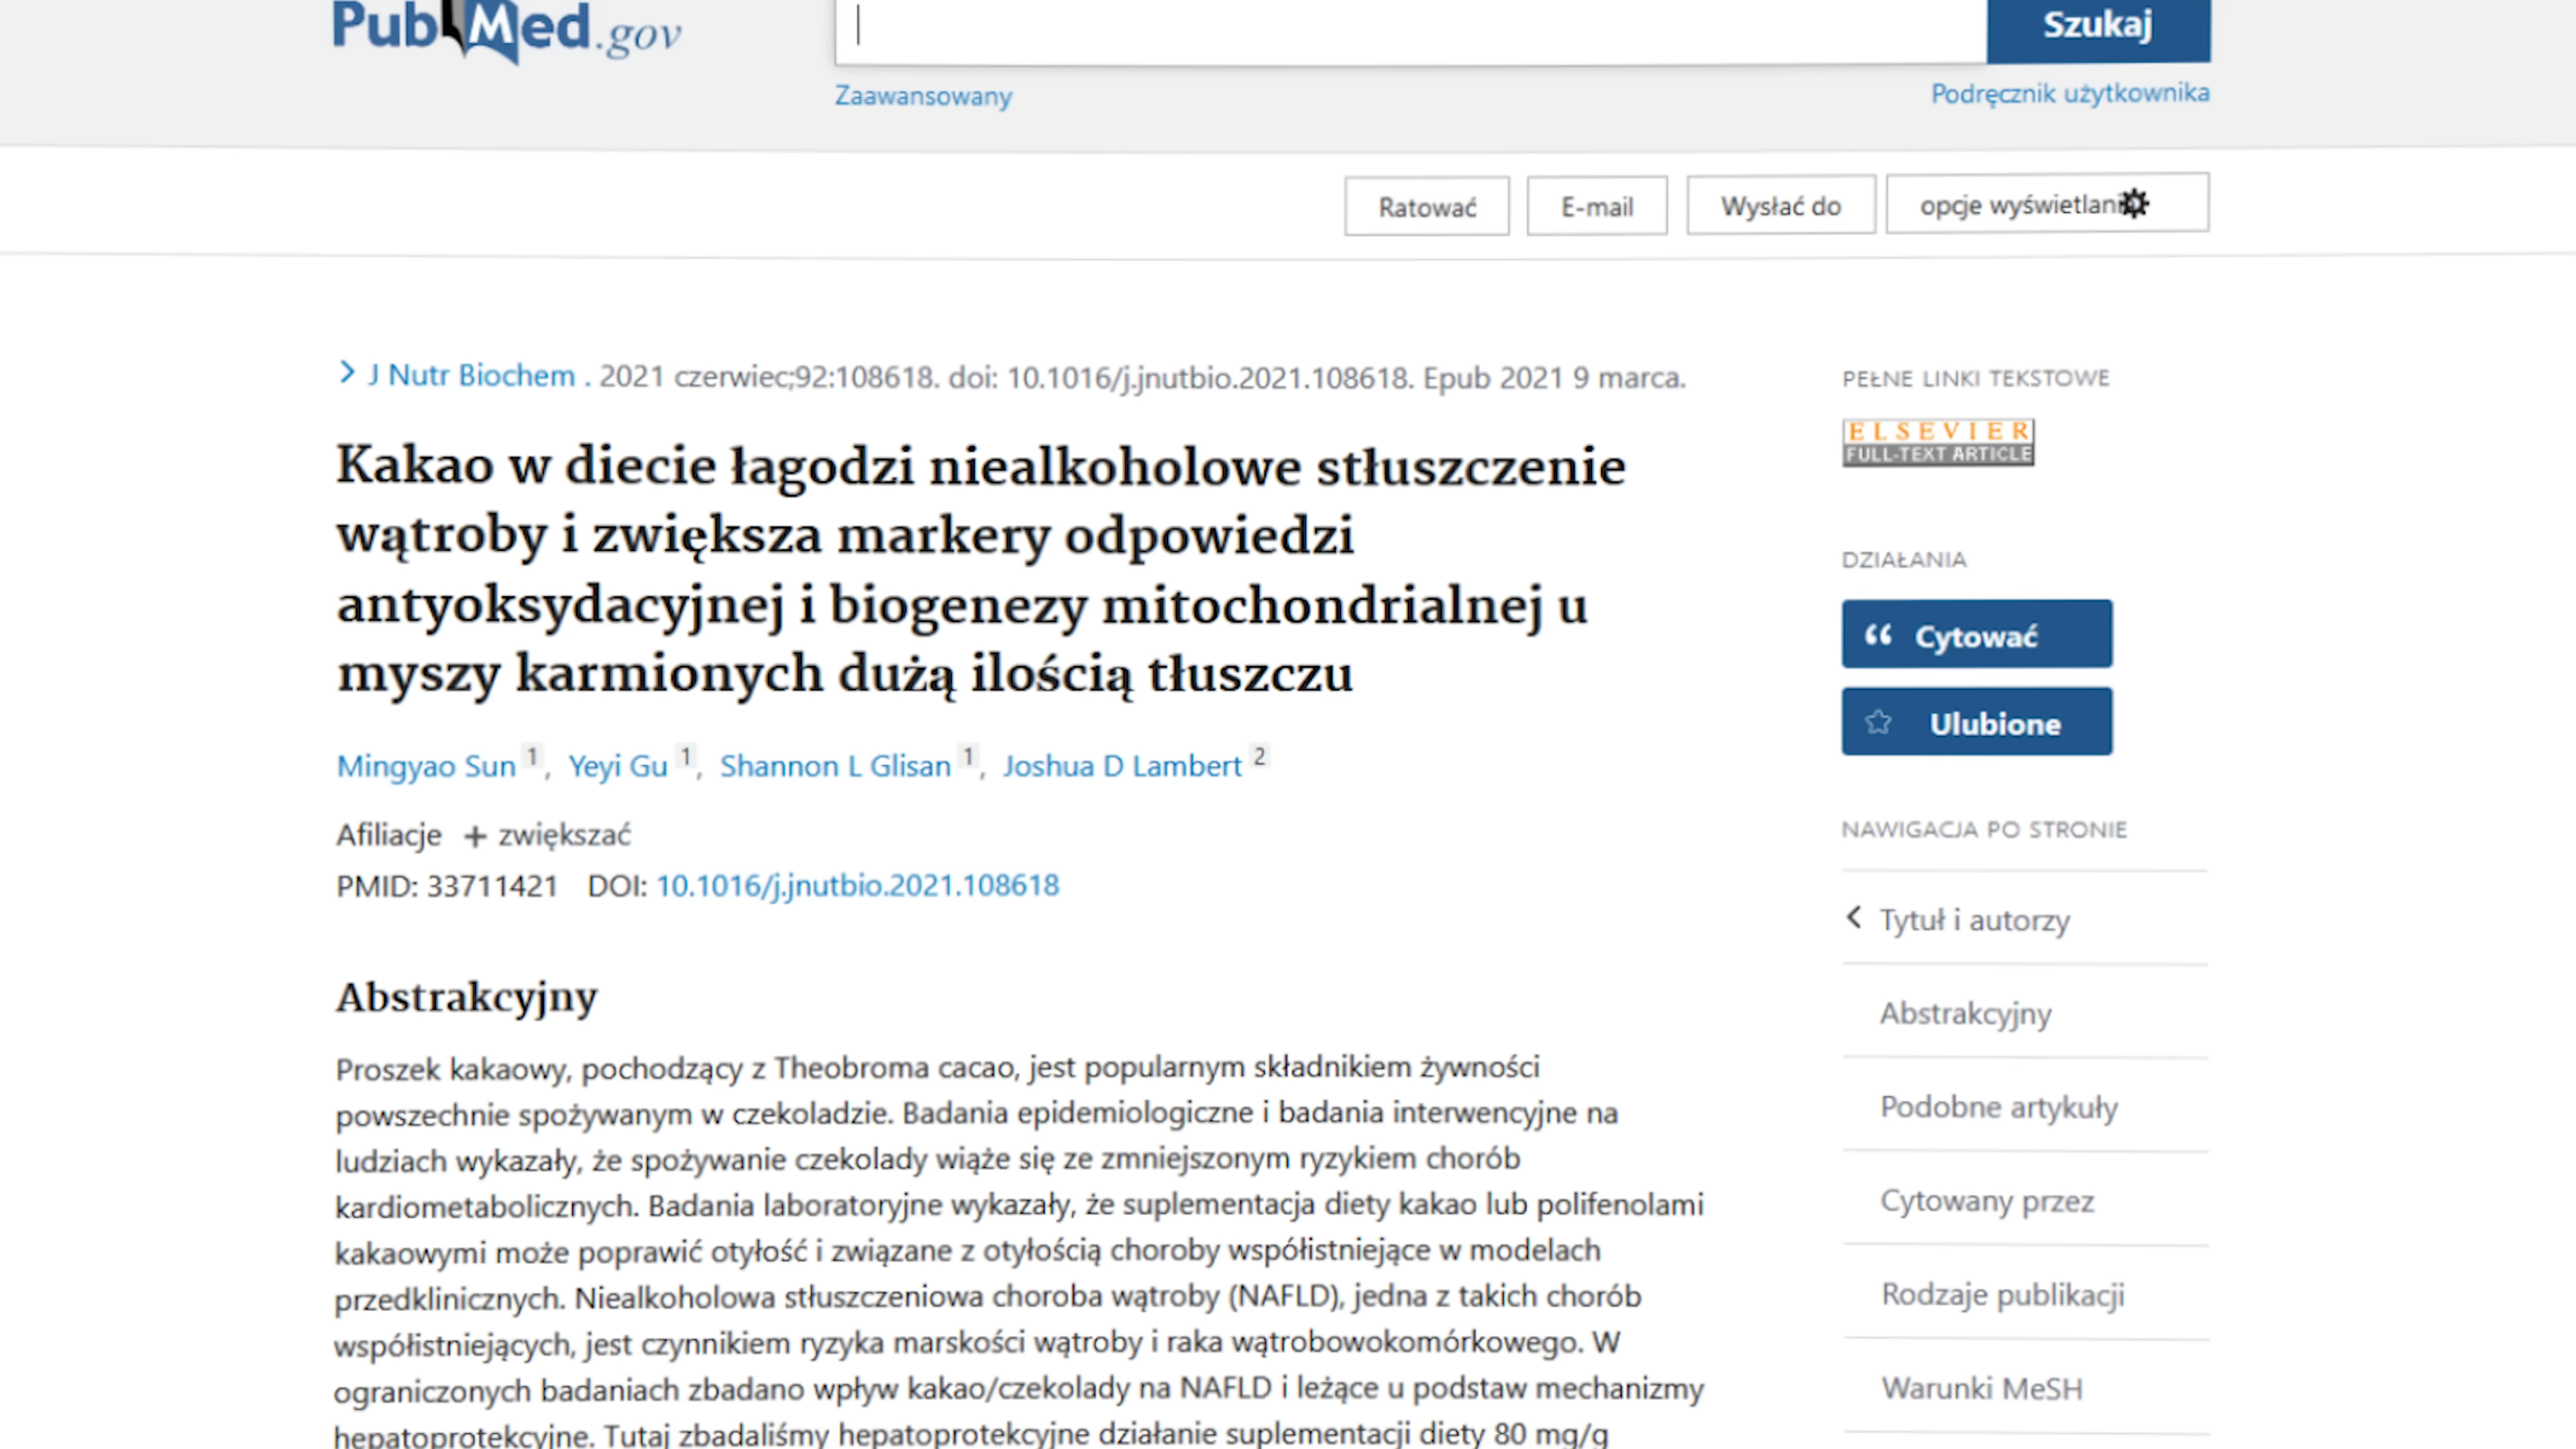 PubMed.gov
Szukaj
Zaawansowany
Podręcznik użytkownika
Ratować
E-mail
Wysłać do
opcje wyświetlani
J Nutr Biochem . 2021 czerwiec;92:108618. doi: 10.1016/j.jnutbio.2021.108618. Epub 2021 9 marca.
Kakao w diecie łagodzi niealkoholowe stłuszczenie
wątroby i zwiększa markery odpowiedzi
antyoksydacyjnej i biogenezy mitochondrialnej u
myszy karmionych dużą ilością tłuszczu
Mingyao Sun 1, Yeyi Gu 1, Shannon L Glisan 1, Joshua D Lambert 2
Afiliacje + zwiększać
PMID: 33711421 DOI: 10.1016/j.jnutbio.2021.108618
Abstrakcyjny
Proszek kakaowy, pochodzący z Theobroma cacao, jest popularnym składnikiem żywności
powszechnie spożywanym w czekoladzie. Badania epidemiologiczne i badania interwencyjne na
ludziach wykazały, że spożywanie czekolady wiąże się ze zmniejszonym ryzykiem chorób
kardiometabolicznych. Badania laboratoryjne wykazały, że suplementacja diety kakao lub polifenolami
kakaowymi może poprawić otyłość i związane z otyłością choroby współistniejące w modelach
przedklinicznych. Niealkoholowa stłuszczeniowa choroba wątroby (NAFLD), jedna z takich chorób
współistniejących, jest czynnikiem ryzyka marskości wątroby i raka wątrobowokomórkowego. W
ograniczonych badaniach zbadano wpływ kakao/czekolady na NAFLD i leżące u podstaw mechanizmy
hepatoprotekcyjne. Tutaj zbadaliśmy hepatoprotekcyjne działanie suplementacji diety 80 mg/g
PEŁNE LINKI TEKSTOWE
ELSEVIER
FULL-TEXT ARTICLE
DZIAŁANIA
Cytować
Ulubione
NAWIGACJA PO STRONIE
Tytuł i autorzy
Abstrakcyjny
Podobne artykuły
Cytowany przez
Rodzaje publikacji
Warunki MeSH